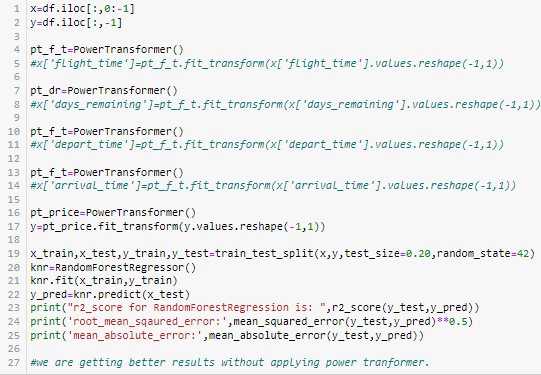 1 x=df.iloc[:,0:-1]
2 y=df.iloc[:,-1]
3
4 pt_f_t=PowerTransformer()
5 #x['flight_time']=pt_f_t.fit_transform(x['flight_time'].values.reshape(-1,1))
6
7 pt_dr=PowerTransformer()
8 #x['days_remaining']=pt_f_t.fit_transform(x['days_remaining'].values.reshape(-1,1))
9
10 pt_f_t=PowerTransformer()
11 #x['depart_time']=pt_f_t.fit_transform(x['depart_time'].values.reshape(-1,1))
12
13 pt_f_t=PowerTransformer()
14 #x['arrival_time']=pt_f_t.fit_transform(x['arrival_time'].values.reshape(-1,1))
15
16 pt_price=PowerTransformer()
17 y=pt_price.fit_transform(y.values.reshape(-1,1))
18
19 x_train,x_test,y_train,y_test=train_test_split(x,y,test_size=0.20,random_state=42)
20 knr=RandomForestRegressor()
21 knr.fit(x_train,y_train)
22 y_pred=knr.predict(x_test)
23 print("r2_score for RandomForestRegression is: ",r2_score(y_test,y_pred))
24 print('root_mean_sqaured_error:',mean_squared_error(y_test,y_pred)**0.5)
25 print('mean_absolute_error:',mean_absolute_error(y_test,y_pred))
26
27 #we are getting better results without applying power tranformer.